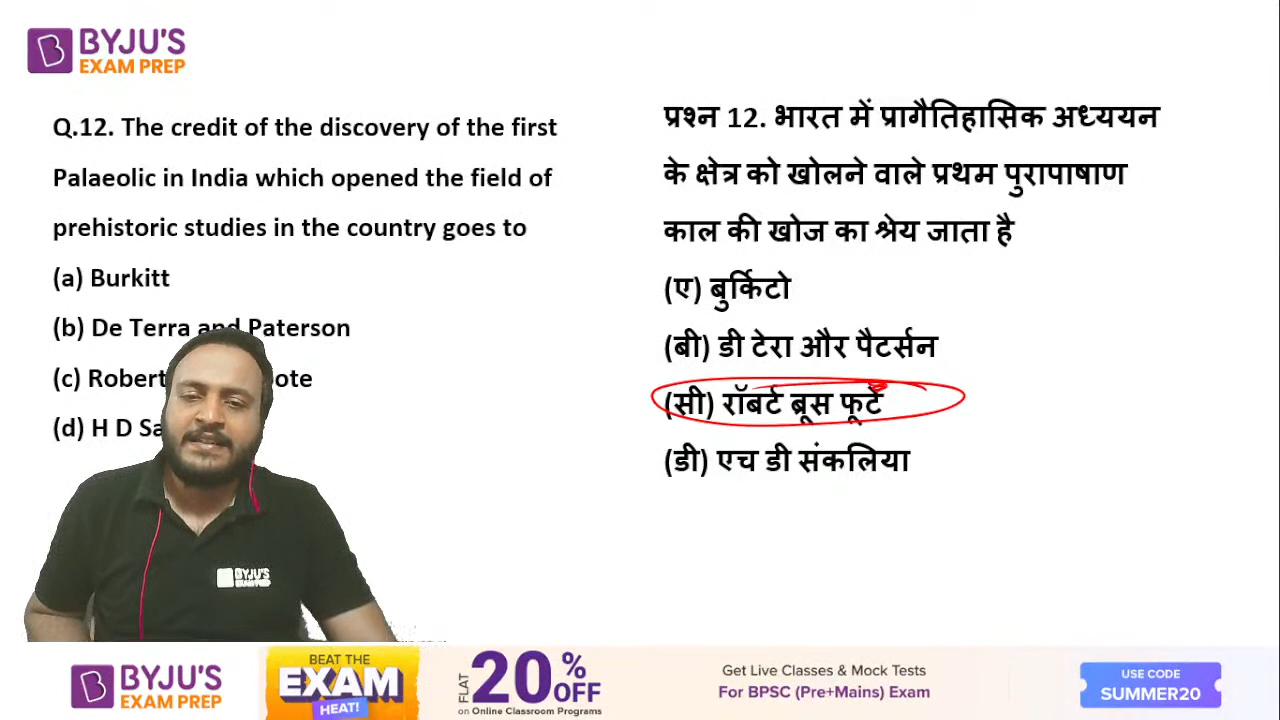 BYJU'S
EXAM PREP
Q.12. The credit of the discovery of the first
Palaeolic in India which opened the field of
prehistoric studies in the country goes to
(a) Burkitt
(b) De Terra and Paterson
(c) Robert
(d) H D
प्रश्न 12. भारत में प्रागैतिहासिक अध्ययन
के क्षेत्र को खोलने वाले प्रथम पुरापाषाण
काल की खोज का श्रेय जाता है
(ए) बुर्किटो
(बी) डी टेरा और पैटर्सन
(सी) रॉबर्ट ब्रूस फूटे
(डी) एच डी संकलिया
BYJU'S
BYJU'S
EXAM PREP
BEAT THE
EXAM
HEAT!
FLAT 20% OFF
on Online Classroom Programs
Get Live Classes & Mock Tests
For BPSC (Pre+Mains) Exam
USE CODE
SUMMER20